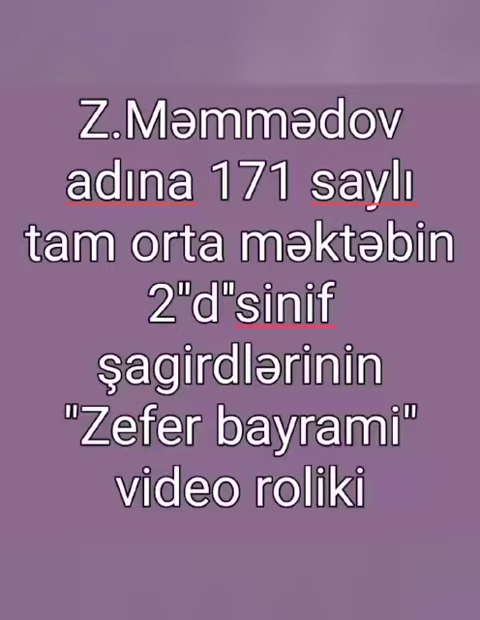 Z.Məmmədov
adına 171 saylı
tam orta məktəbin
2"d"sinif
şagirdlərinin
"Zefer bayrami"
video roliki